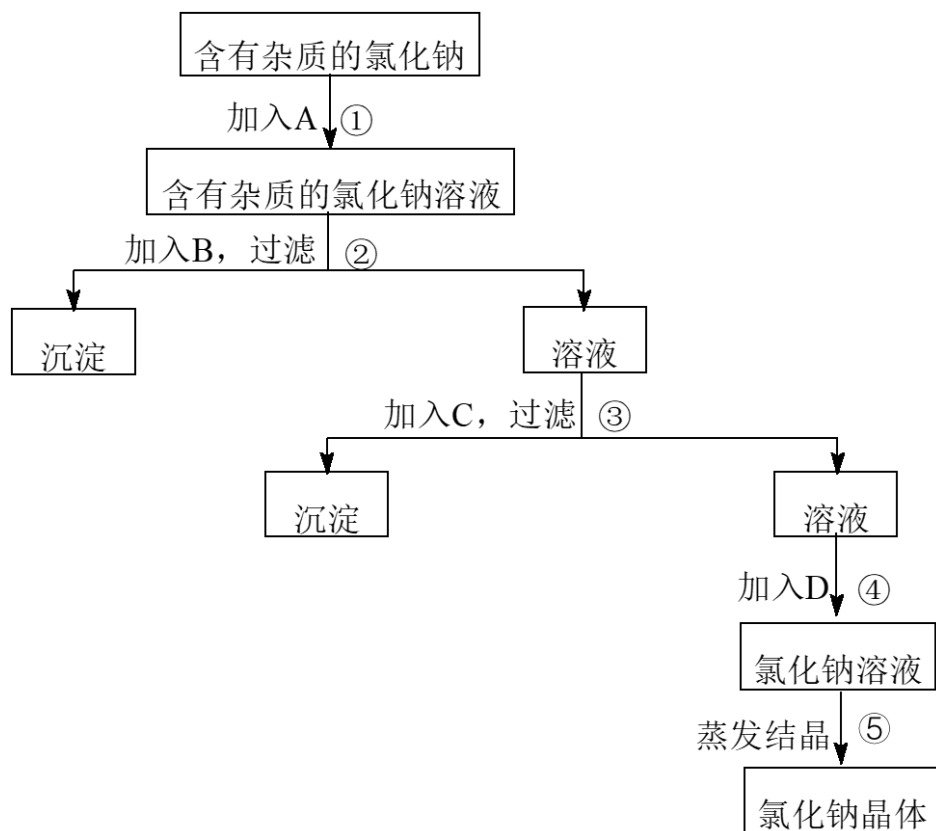 含有杂质的氯化钠
加入A ①
含有杂质的氯化钠溶液
加入B，过滤 ②
沉淀
溶液
加入C，过滤 ③
沉淀
溶液
加入D ④
氯化钠溶液
蒸发结晶 ⑤
氯化钠晶体